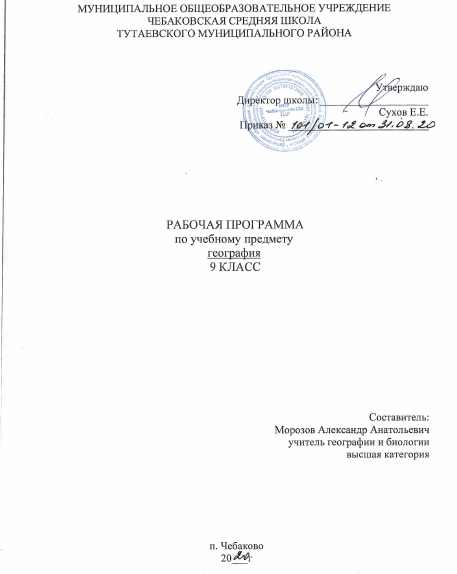 МУНИЦИПАЛЬНОЕ ОБЩЕОБРАЗОВАТЕЛЬНОЕ УЧРЕЖДЕНИЕ
ЧЕБАКОВСКАЯ СРЕДНЯЯ ШКОЛА
ТУТАЕВСКОГО МУНИЦИПАЛЬНОГО РАЙОНА
Утверждаю
Директор школы:
Сухов Е.Е.
Приказ № 101/01-12 от 31.08.20
РАБОЧАЯ ПРОГРАММА
по учебному предмету
география
9 КЛАСС
Составитель:
Морозов Александр Анатольевич
учитель географии и биологии
высшая категория
п. Чебаково
2020г